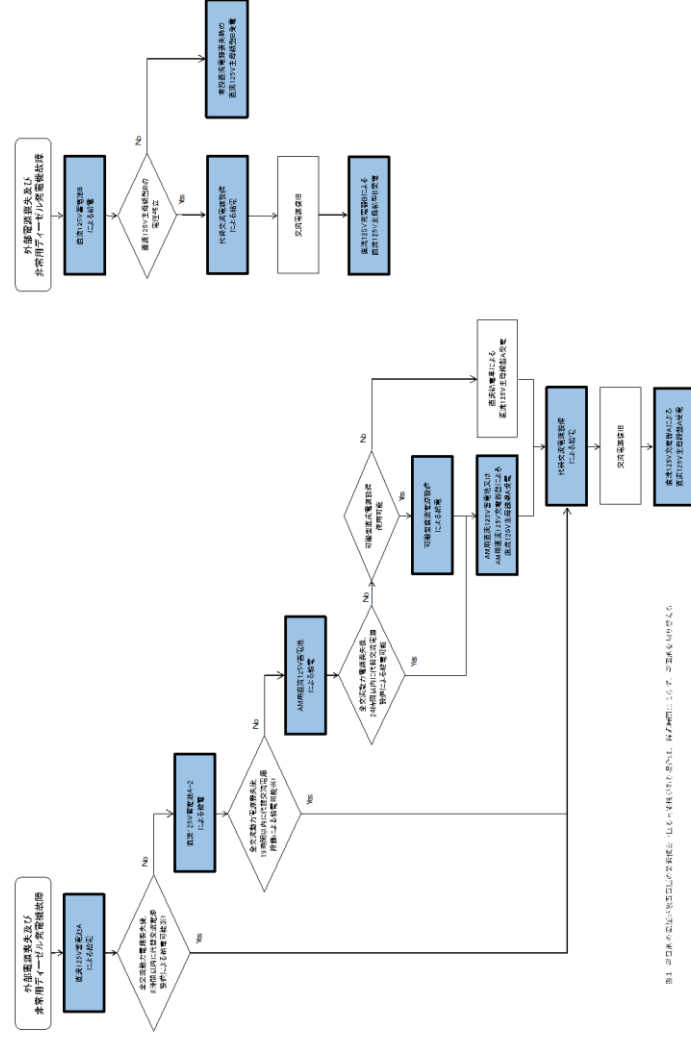 外部電源喪失及び
非常用ディーゼル発電機故障
直流125V蓄電池A
による給電
全交流動力電源喪失後,
8時間以内に代替交流電源
設備による給電可能※1
No
Yes
直流125V蓄電池A-2
による給電
全交流動力電源喪失後,
19時間以内に代替交流電源
設備による給電可能※1
No
Yes
AM用直流125V蓄電池
による給電
全交流動力電源喪失後,
24時間以内に代替交流電源
設備による給電可能
No
Yes
可搬型直流電源設備
使用可能
No
Yes
可搬型直流電源設備
による給電
AM用直流125V蓄電池又は
AM用直流125V充電器盤による
直流125V主母線盤A受電
直流給電車による
直流125V主母線盤A受電
代替交流電源設備
による給電
交流電源復旧
直流125V充電器Aによる
直流125V主母線盤A受電
外部電源喪失及び
非常用ディーゼル発電機故障
直流125V蓄電池B
による給電
直流125V主母線盤Bの
電圧成立
No
Yes
常設直流電源喪失時の
直流125V主母線盤B受電
代替交流電源設備
による給電
交流電源復旧
直流125V充電器Bによる
直流125V主母線盤B受電